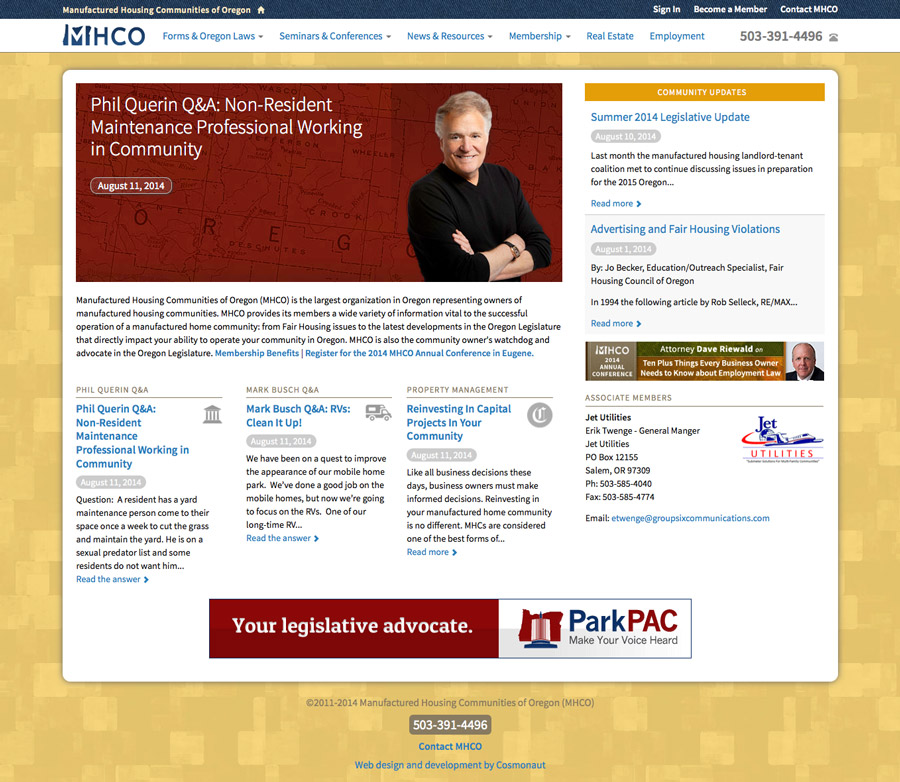 Manufactured Housing Communities of Oregon
Sign In Become a Member Contact MHCO
MHCO
Forms & Oregon Laws Seminars & Conferences News & Resources Membership Real Estate Employment 503-391-4496
Phil Querin Q&A: Non-Resident
Maintenance Professional Working
in Community
August 11, 2014
Manufactured Housing Communities of Oregon (MHCO) is the largest organization in Oregon representing owners of
manufactured housing communities. MHCO provides its members a wide variety of information vital to the successful
operation of a manufactured home community: from Fair Housing issues to the latest developments in the Oregon Legislature
that directly impact your ability to operate your community in Oregon. MHCO is also the community owner's watchdog and
advocate in the Oregon Legislature. Membership Benefits | Register for the 2014 MHCO Annual Conference in Eugene.
PHIL QUERIN Q&A
Phil Querin Q&A:
Non-Resident
Maintenance
Professional Working in
Community
August 11, 2014
Question:  A resident has a yard
maintenance person come to their
space once a week to cut the grass
and maintain the yard. He is on a
sexual predator list and some
residents do not want him...
Read the answer
MARK BUSCH Q&A
Mark Busch Q&A: RVs:
Clean It Up!
August 11, 2014
We have been on a quest to improve
the appearance of our mobile home
park.  We've done a good job on the
mobile homes, but now we're going
to focus on the RVs.  One of our
long-time RV...
Read the answer
PROPERTY MANAGEMENT
Reinvesting In Capital
Projects In Your
Community
August 11, 2014
Like all business decisions these
days, business owners must make
informed decisions. Reinvesting in
your manufactured home community
is no different. MHCs are considered
one of the best forms of...
Read more
COMMUNITY UPDATES
Summer 2014 Legislative Update
August 10, 2014
Last month the manufactured housing landlord-tenant
coalition met to continue discussing issues in preparation
for the 2015 Oregon...
Read more
Advertising and Fair Housing Violations
August 1, 2014
By: Jo Becker, Education/Outreach Specialist, Fair
Housing Council of Oregon
In 1994 the following article by Rob Selleck, RE/MAX...
Read more
MHCO
2014
ANNUAL
CONFERENCE
Attorney Dave Riewald on
Ten Plus Things Every Business Owner
Needs to Know about Employment Law
ASSOCIATE MEMBERS
Jet Utilities
Erik Twenge - General Manger
Jet Utilities
PO Box 12155
Salem, OR 97309
Ph: 503-585-4040
Fax: 503-585-4774
Email: etwenge@groupsixcommunications.com
Jet
UTILITIES
Your legislative advocate.
ParkPAC
Make Your Voice Heard
©2011-2014 Manufactured Housing Communities of Oregon (MHCO)
503-391-4496
Contact MHCO
Web design and development by Cosmonaut